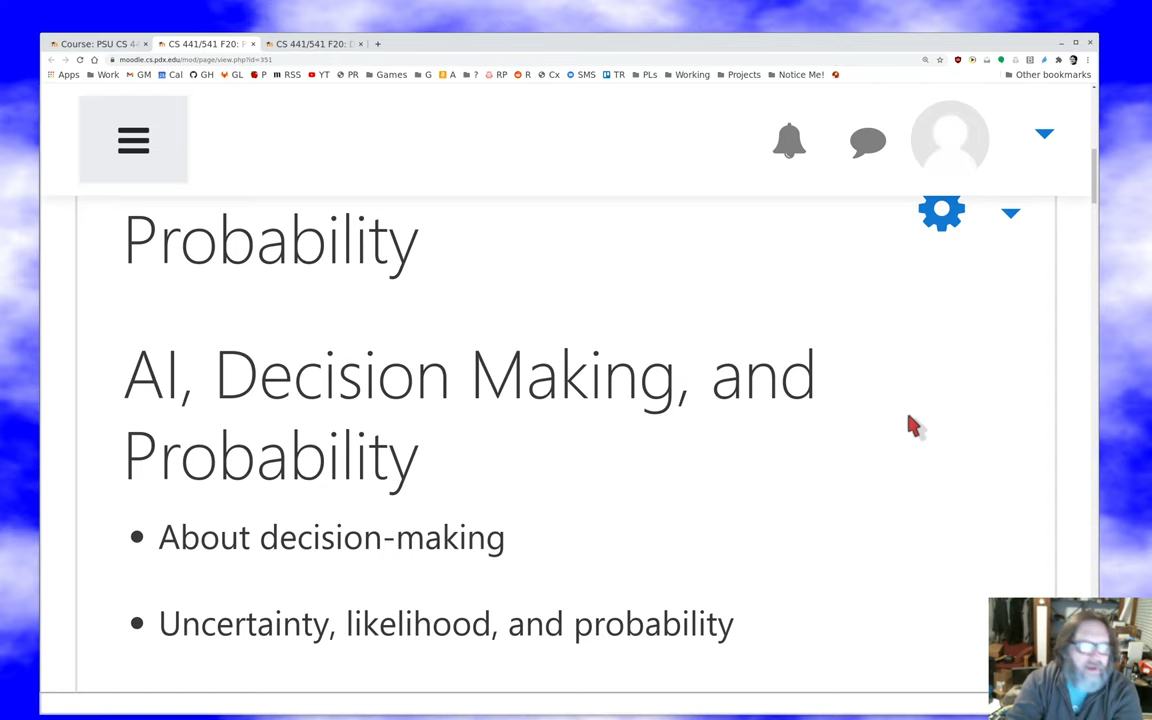 Course: PSU CS 4
CS 441/541 F20: P
CS 441/541 F20: D
moodle.cs.pdx.edu/mod/page/view.php?id=351
Apps Work GM Cal GH GL P RSS YT PR Games G A ? RP R Cx SMS TR PLs Working Projects Notice Me! Other bookmarks
Probability
AI, Decision Making, and
Probability
• About decision-making
• Uncertainty, likelihood, and probability